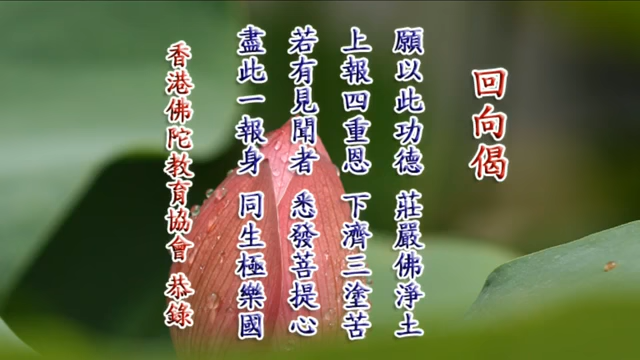 回向偈
願以此功德 莊嚴佛淨土
上報四重恩 下濟三塗苦
若有見聞者 悉發菩提心
盡此一報身 同生極樂國
香港佛陀教育協會 恭錄